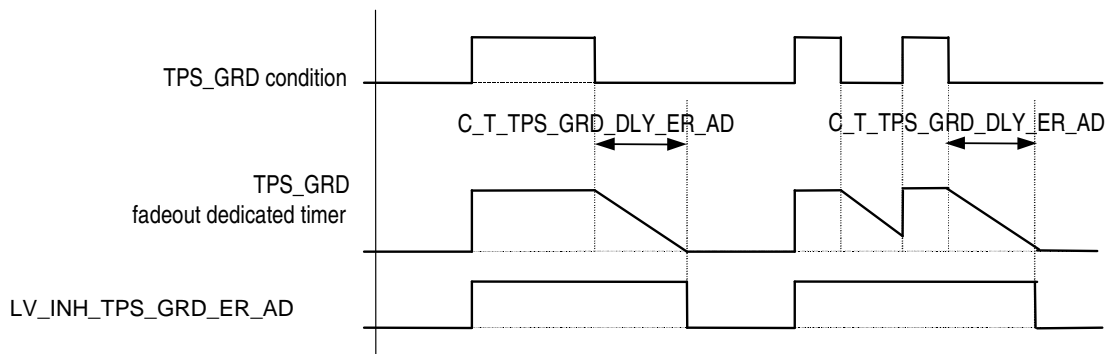 TPS_GRD condition
C_T_TPS_GRD_DLY_ER_AD
C_T_TPS_GRD_DLY_ER_AD
TPS_GRD
fadeout dedicated timer
LV_INH_TPS_GRD_ER_AD